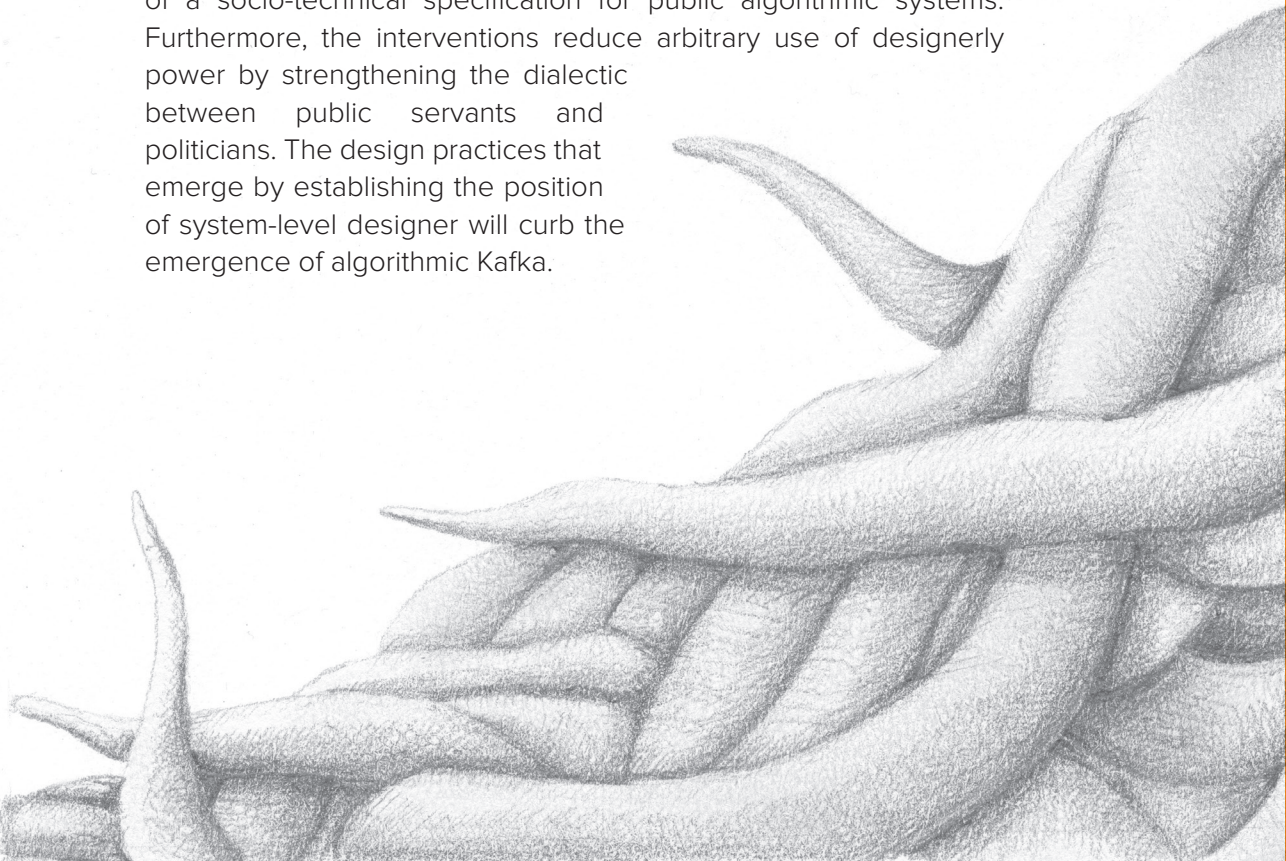 of a socio-technical specification for public algorithmic systems.
Furthermore, the interventions reduce arbitrary use of designerly
power by strengthening the dialectic
between public servants and
politicians. The design practices that
emerge by establishing the position
of system-level designer will curb the
emergence of algorithmic Kafka.